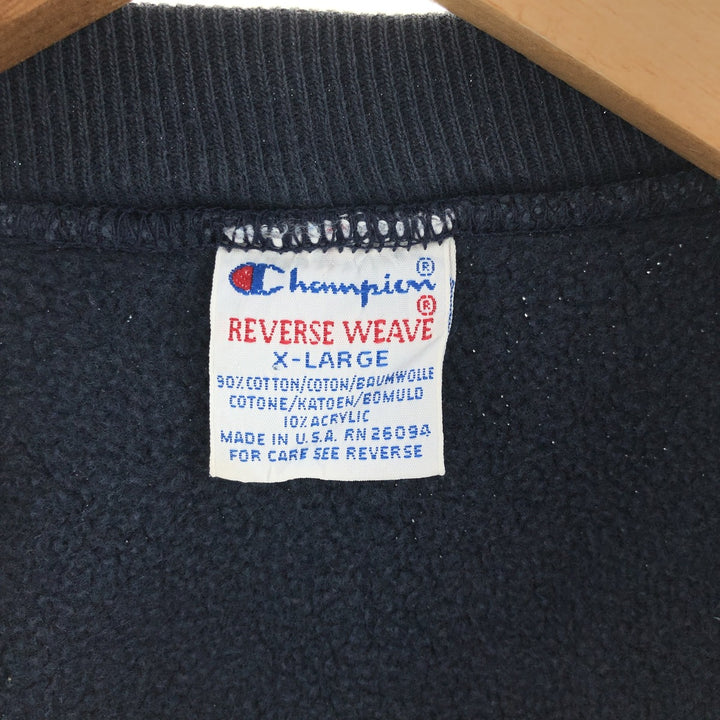 Champion®
®
REVERSE WEAVE
X-LARGE
90% COTTON/COTON/BAUMWOLLE
COTONE/KATOEN/BOMULD
10% ACRYLIC
MADE IN U.S.A. RN 26094
FOR CARE SEE REVERSE